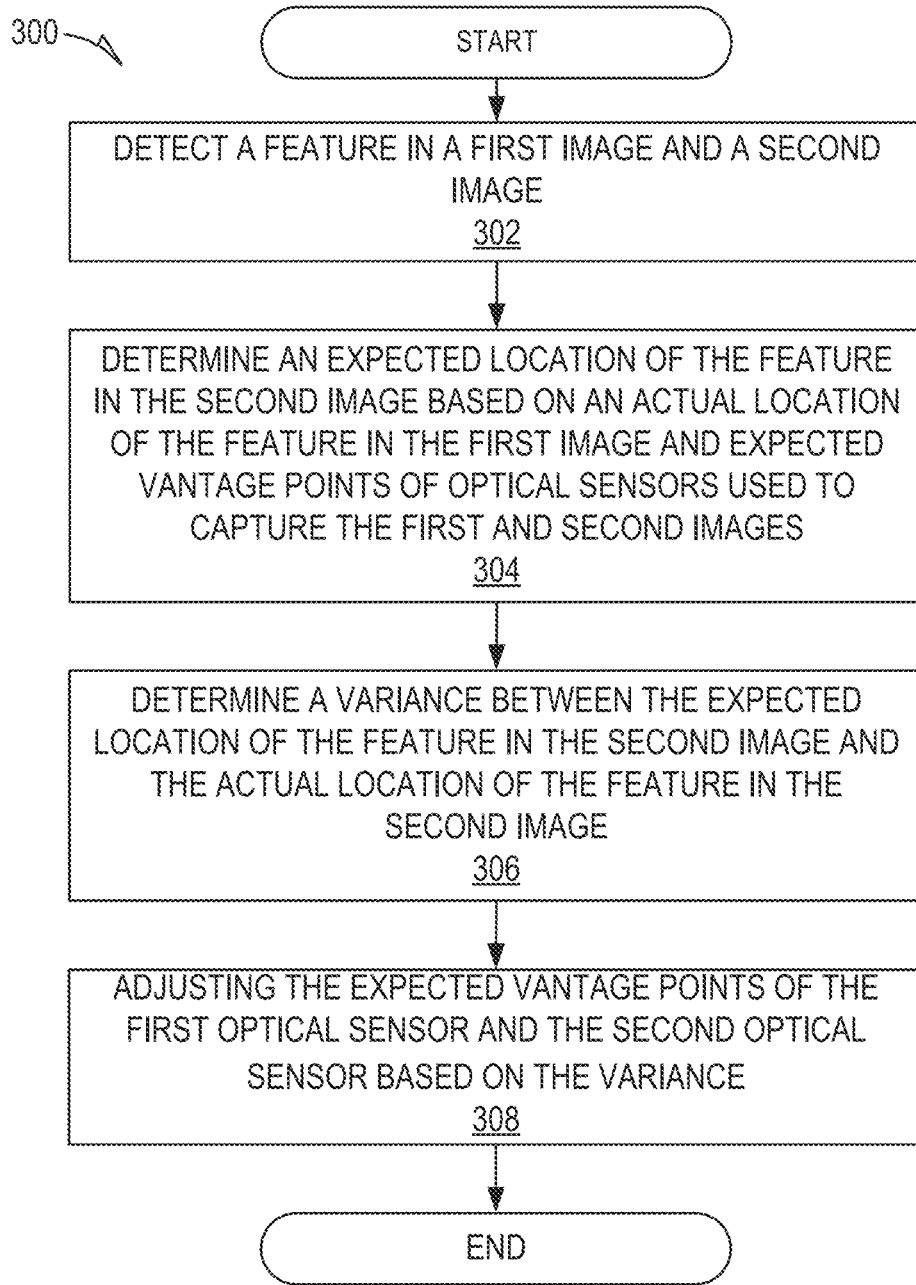 300
START
DETECT A FEATURE IN A FIRST IMAGE AND A SECOND
IMAGE
302
DETERMINE AN EXPECTED LOCATION OF THE FEATURE
IN THE SECOND IMAGE BASED ON AN ACTUAL LOCATION
OF THE FEATURE IN THE FIRST IMAGE AND EXPECTED
VANTAGE POINTS OF OPTICAL SENSORS USED TO
CAPTURE THE FIRST AND SECOND IMAGES
304
DETERMINE A VARIANCE BETWEEN THE EXPECTED
LOCATION OF THE FEATURE IN THE SECOND IMAGE AND
THE ACTUAL LOCATION OF THE FEATURE IN THE
SECOND IMAGE
306
ADJUSTING THE EXPECTED VANTAGE POINTS OF THE
FIRST OPTICAL SENSOR AND THE SECOND OPTICAL
SENSOR BASED ON THE VARIANCE
308
END